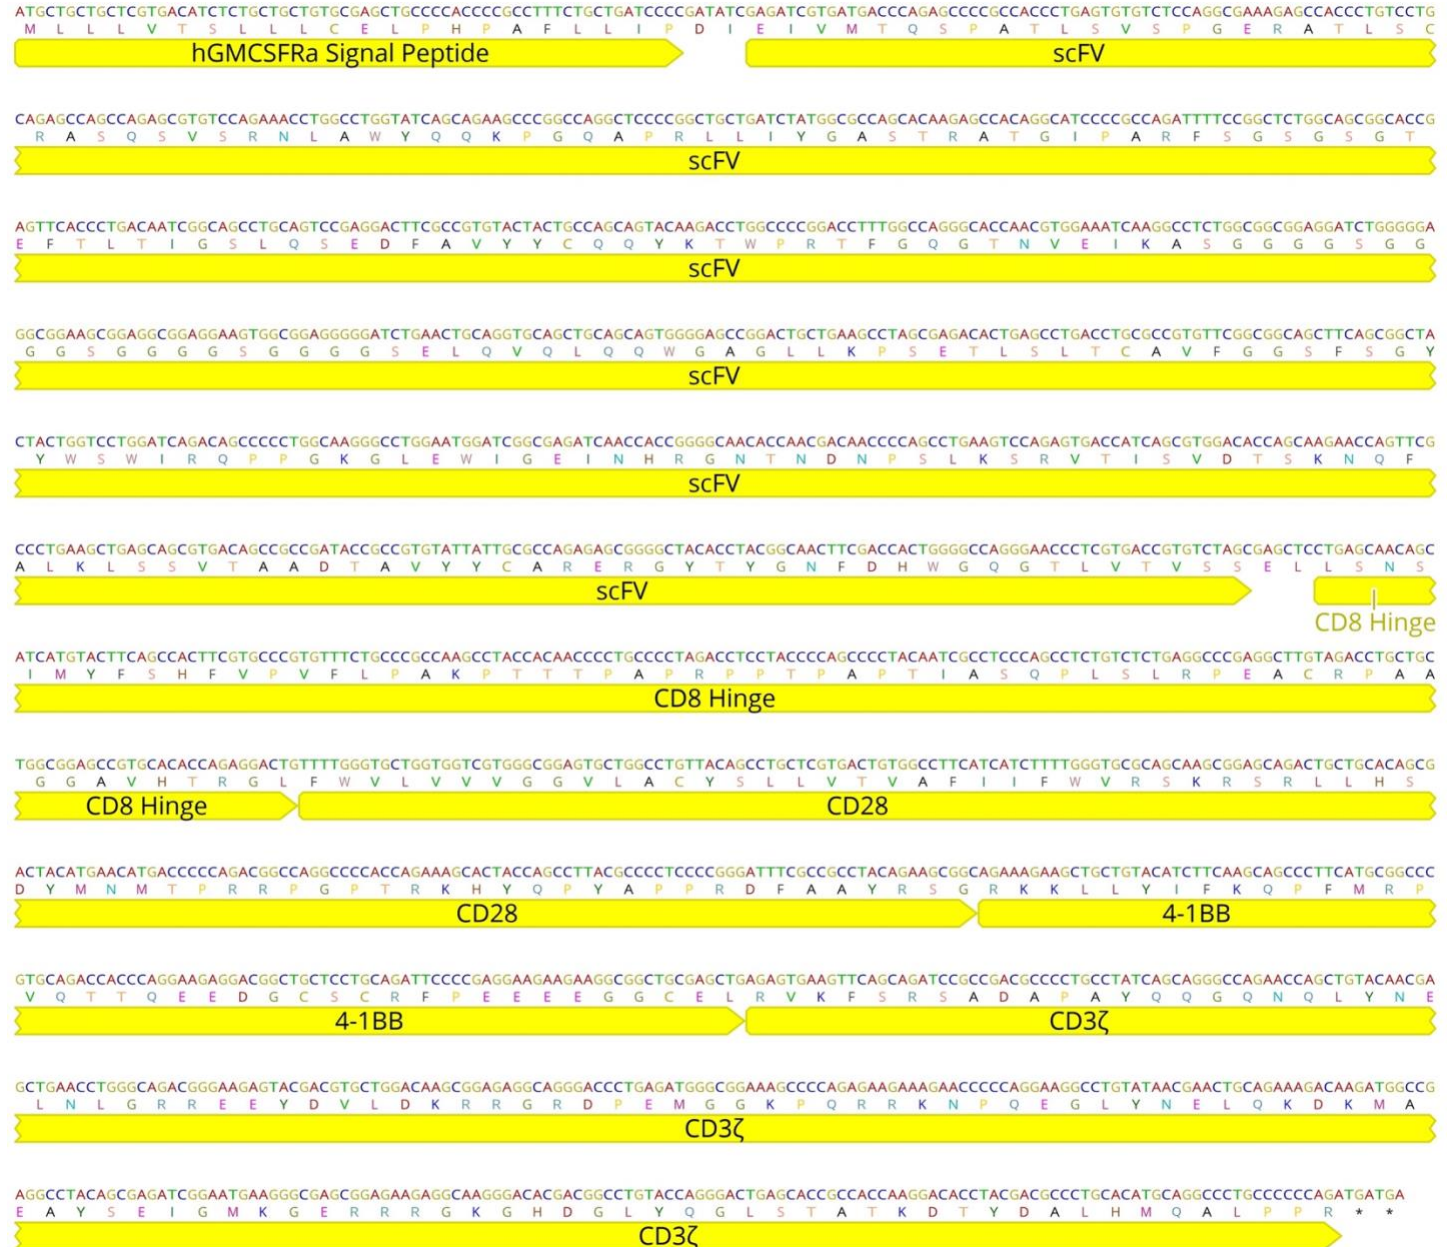 ATGCTGCTGCTCGTGACATCTCTGCTGCTGTGCGAGCTGCCCCACCCCGCCTTTCTGCTGATCCCCGATATCGAGATCGTGATGACCCAGAGCCCCGCCACCCTGAGTGTGTCTCCAGGCGAAAGAGCCACCCTGTCCTG
M L L L V T S L L L C E L P H P A F L L I P D I E I V M T Q S P A T L S V S P G E R A T L S C
hGMCSFRa Signal Peptide scFV
CAGAGCCAGCCAGAGCGTGTCCAGAAACCTGGCCTGGTATCAGCAGAAGCCCGGCCAGGCTCCCCGGCTGCTGATCTATGGCGCCAGCACAAGAGCCACAGGCATCCCCGCCAGATTTTCCGGCTCTGGCAGCGGCACCG
R A S Q S V S R N L A W Y Q Q K P G Q A P R L L I Y G A S T R A T G I P A R F S G S G S G T
scFV
AGTTCACCCTGACAATCGGCAGCCTGCAGTCCGAGGACTTCGCCGTGTACTACTGCCAGCAGTACAAGACCTGGCCCCGGACCTTTGGCCAGGGCACCAACGTGGAAATCAAGGCCTCTGGCGGCGGAGGATCTGGGGGA
E F T L T I G S L Q S E D F A V Y Y C Q Q Y K T W P R T F G Q G T N V E I K A S G G G G S G G
scFV
GGCGGAAGCGGAGGCGGAGGAAGTGGCGGAGGGGGATCTGAACTGCAGGTGCAGCTGCAGCAGTGGGGAGCCGGACTGCTGAAGCCTAGCGAGACACTGAGCCTGACCTGCGCCGTGTTCGGCGGCAGCTTCAGCGGCTA
G G S G G G G S G G G G S E L Q V Q L Q Q W G A G L L K P S E T L S L T C A V F G G S F S G Y
scFV
CTACTGGTCCTGGATCAGACAGCCCCCTGGCAAGGGCCTGGAATGGATCGGCGAGATCAACCACCGGGGCAACACCAACGACAACCCCAGCCTGAAGTCCAGAGTGACCATCAGCGTGGACACCAGCAAGAACCAGTTCG
Y W S W I R Q P P G K G L E W I G E I N H R G N T N D N P S L K S R V T I S V D T S K N Q F
scFV
CCCTGAAGCTGAGCAGCGTGACAGCCGCCGATACCGCCGTGTATTATTGCGCCAGAGAGCGGGGCTACACCTACGGCAACTTCGACCACTGGGGCCAGGGAACCCTCGTGACCGTGTCTAGCGAGCTCCTGAGCAACAGC
A L K L S S V T A A D T A V Y Y C A R E R G Y T Y G N F D H W G Q G T L V T V S S E L L S N S
scFV
CD8 Hinge
ATCATGTACTTCAGCCACTTCGTGCCCGTGTTTCTGCCCGCCAAGCCTACCACAACCCCTGCCCCTAGACCTCCTACCCCAGCCCCTACAATCGCCTCCCAGCCTCTGTCTCTGAGGCCCGAGGCTTGTAGACCTGCTGC
I M Y F S H F V P V F L P A K P T T T P A P R P P T P A P T I A S Q P L S L R P E A C R P A A
CD8 Hinge
TGGCGGAGCCGTGCACACCAGAGGACTGTTTTGGGTGCTGGTGGTCGTGGGCGGAGTGCTGGCCTGTTACAGCCTGCTCGTGACTGTGGCCTTCATCATCTTTTGGGTGCGCAGCAAGCGGAGCAGACTGCTGCACAGCG
G G A V H T R G L F W V L V V V G G V L A C Y S L L V T V A F I I F W V R S K R S R L L H S
CD8 Hinge CD28
ACTACATGAACATGACCCCCAGACGGCCAGGCCCCACCAGAAAGCACTACCAGCCTTACGCCCCTCCCCGGGATTTCGCCGCCTACAGAAGCGGCAGAAAGAAGCTGCTGTACATCTTCAAGCAGCCCTTCATGCGGCCC
D Y M N M T P R R P G P T R K H Y Q P Y A P P R D F A A Y R S G R K K L L Y I F K Q P F M R P
CD28 4-1BB
GTGCAGACCACCCAGGAAGAGGACGGCTGCTCCTGCAGATTCCCCGAGGAAGAAGAAGGCGGCTGCGAGCTGAGAGTGAAGTTCAGCAGATCCGCCGACGCCCCTGCCTATCAGCAGGGCCAGAACCAGCTGTACAACGA
V Q T T Q E E D G C S C R F P E E E E G G C E L R V K F S R S A D A P A Y Q Q G Q N Q L Y N E
4-1BB CD3ζ
GCTGAACCTGGGCAGACGGGAAGAGTACGACGTGCTGGACAAGCGGAGAGGCAGGGACCCTGAGATGGGCGGAAAGCCCCAGAGAAGAAAGAACCCCCAGGAAGGCCTGTATAACGAACTGCAGAAAGACAAGATGGCCG
L N L G R R E E Y D V L D K R R G R D P E M G G K P Q R R K N P Q E G L Y N E L Q K D K M A
CD3ζ
AGGCCTACAGCGAGATCGGAATGAAGGGCGAGCGGAGAAGAGGCAAGGGACACGACGGCCTGTACCAGGGACTGAGCACCGCCACCAAGGACACCTACGACGCCCTGCACATGCAGGCCCTGCCCCCCAGATGATGA
E A Y S E I G M K G E R R R G K G H D G L Y Q G L S T A T K D T Y D A L H M Q A L P P R * *
CD3ζ